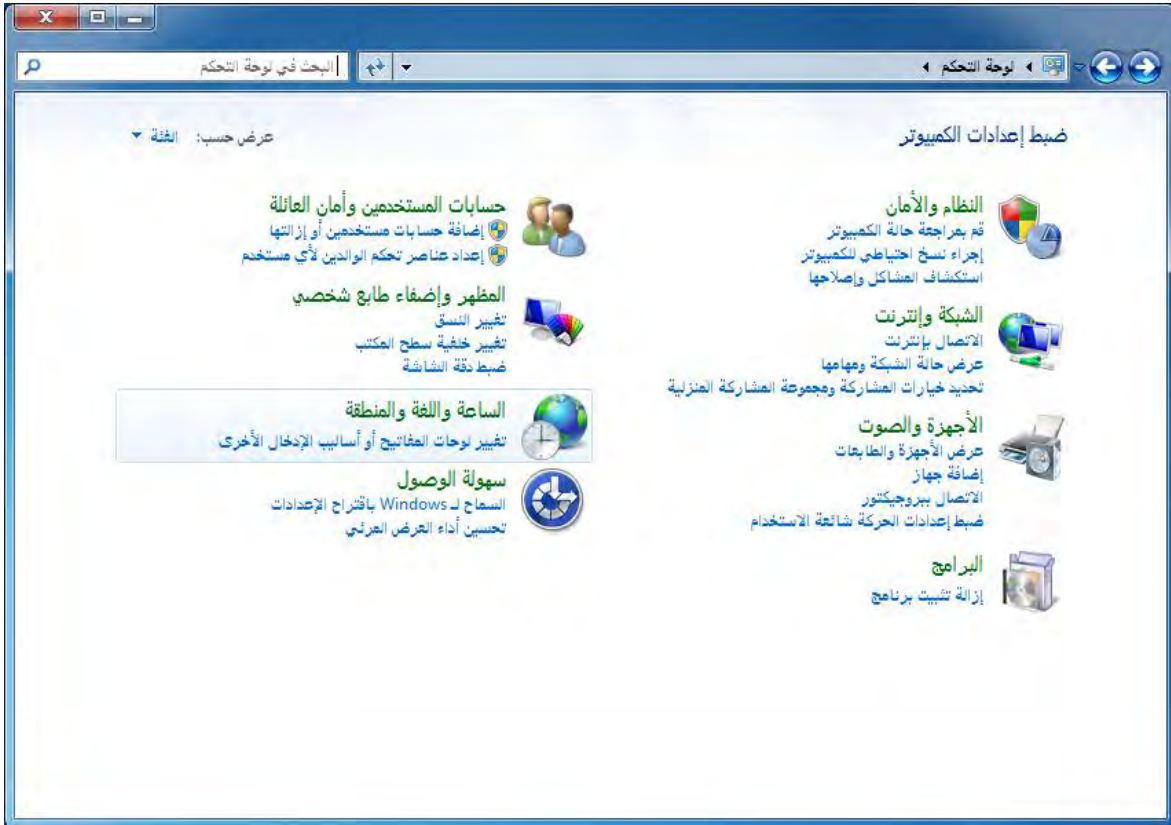 لوحة التحكم
البحث في لوحة التحكم
ضبط إعدادات الكمبيوتر
عرض حسب: الفئة
النظام والأمان
قم بمراجعة حالة الكمبيوتر
إجراء نسخ احتياطي للكمبيوتر
استكشاف المشاكل وإصلاحها
الشبكة وإنترنت
الاتصال بإنترنت
عرض حالة الشبكة ومهامها
تحديد خيارات المشاركة ومجموعة المشاركة المنزلية
الأجهزة والصوت
عرض الأجهزة والطابعات
إضافة جهاز
الاتصال ببروجيكتور
ضبط إعدادات الحركة شائعة الاستخدام
البرامج
إزالة تثبيت برنامج
حسابات المستخدمين وأمان العائلة
إضافة حسابات مستخدمين أو إزالتها
إعداد عناصر تحكم الوالدين لأي مستخدم
المظهر وإضفاء طابع شخصي
تغيير النسق
تغيير خلفية سطح المكتب
ضبط دقة الشاشة
الساعة واللغة والمنطقة
تغيير لوحات المفاتيح أو أساليب الإدخال الأخرى
سهولة الوصول
السماح لـ Windows باقتراح الإعدادات
تحسين أداء العرض المرئي